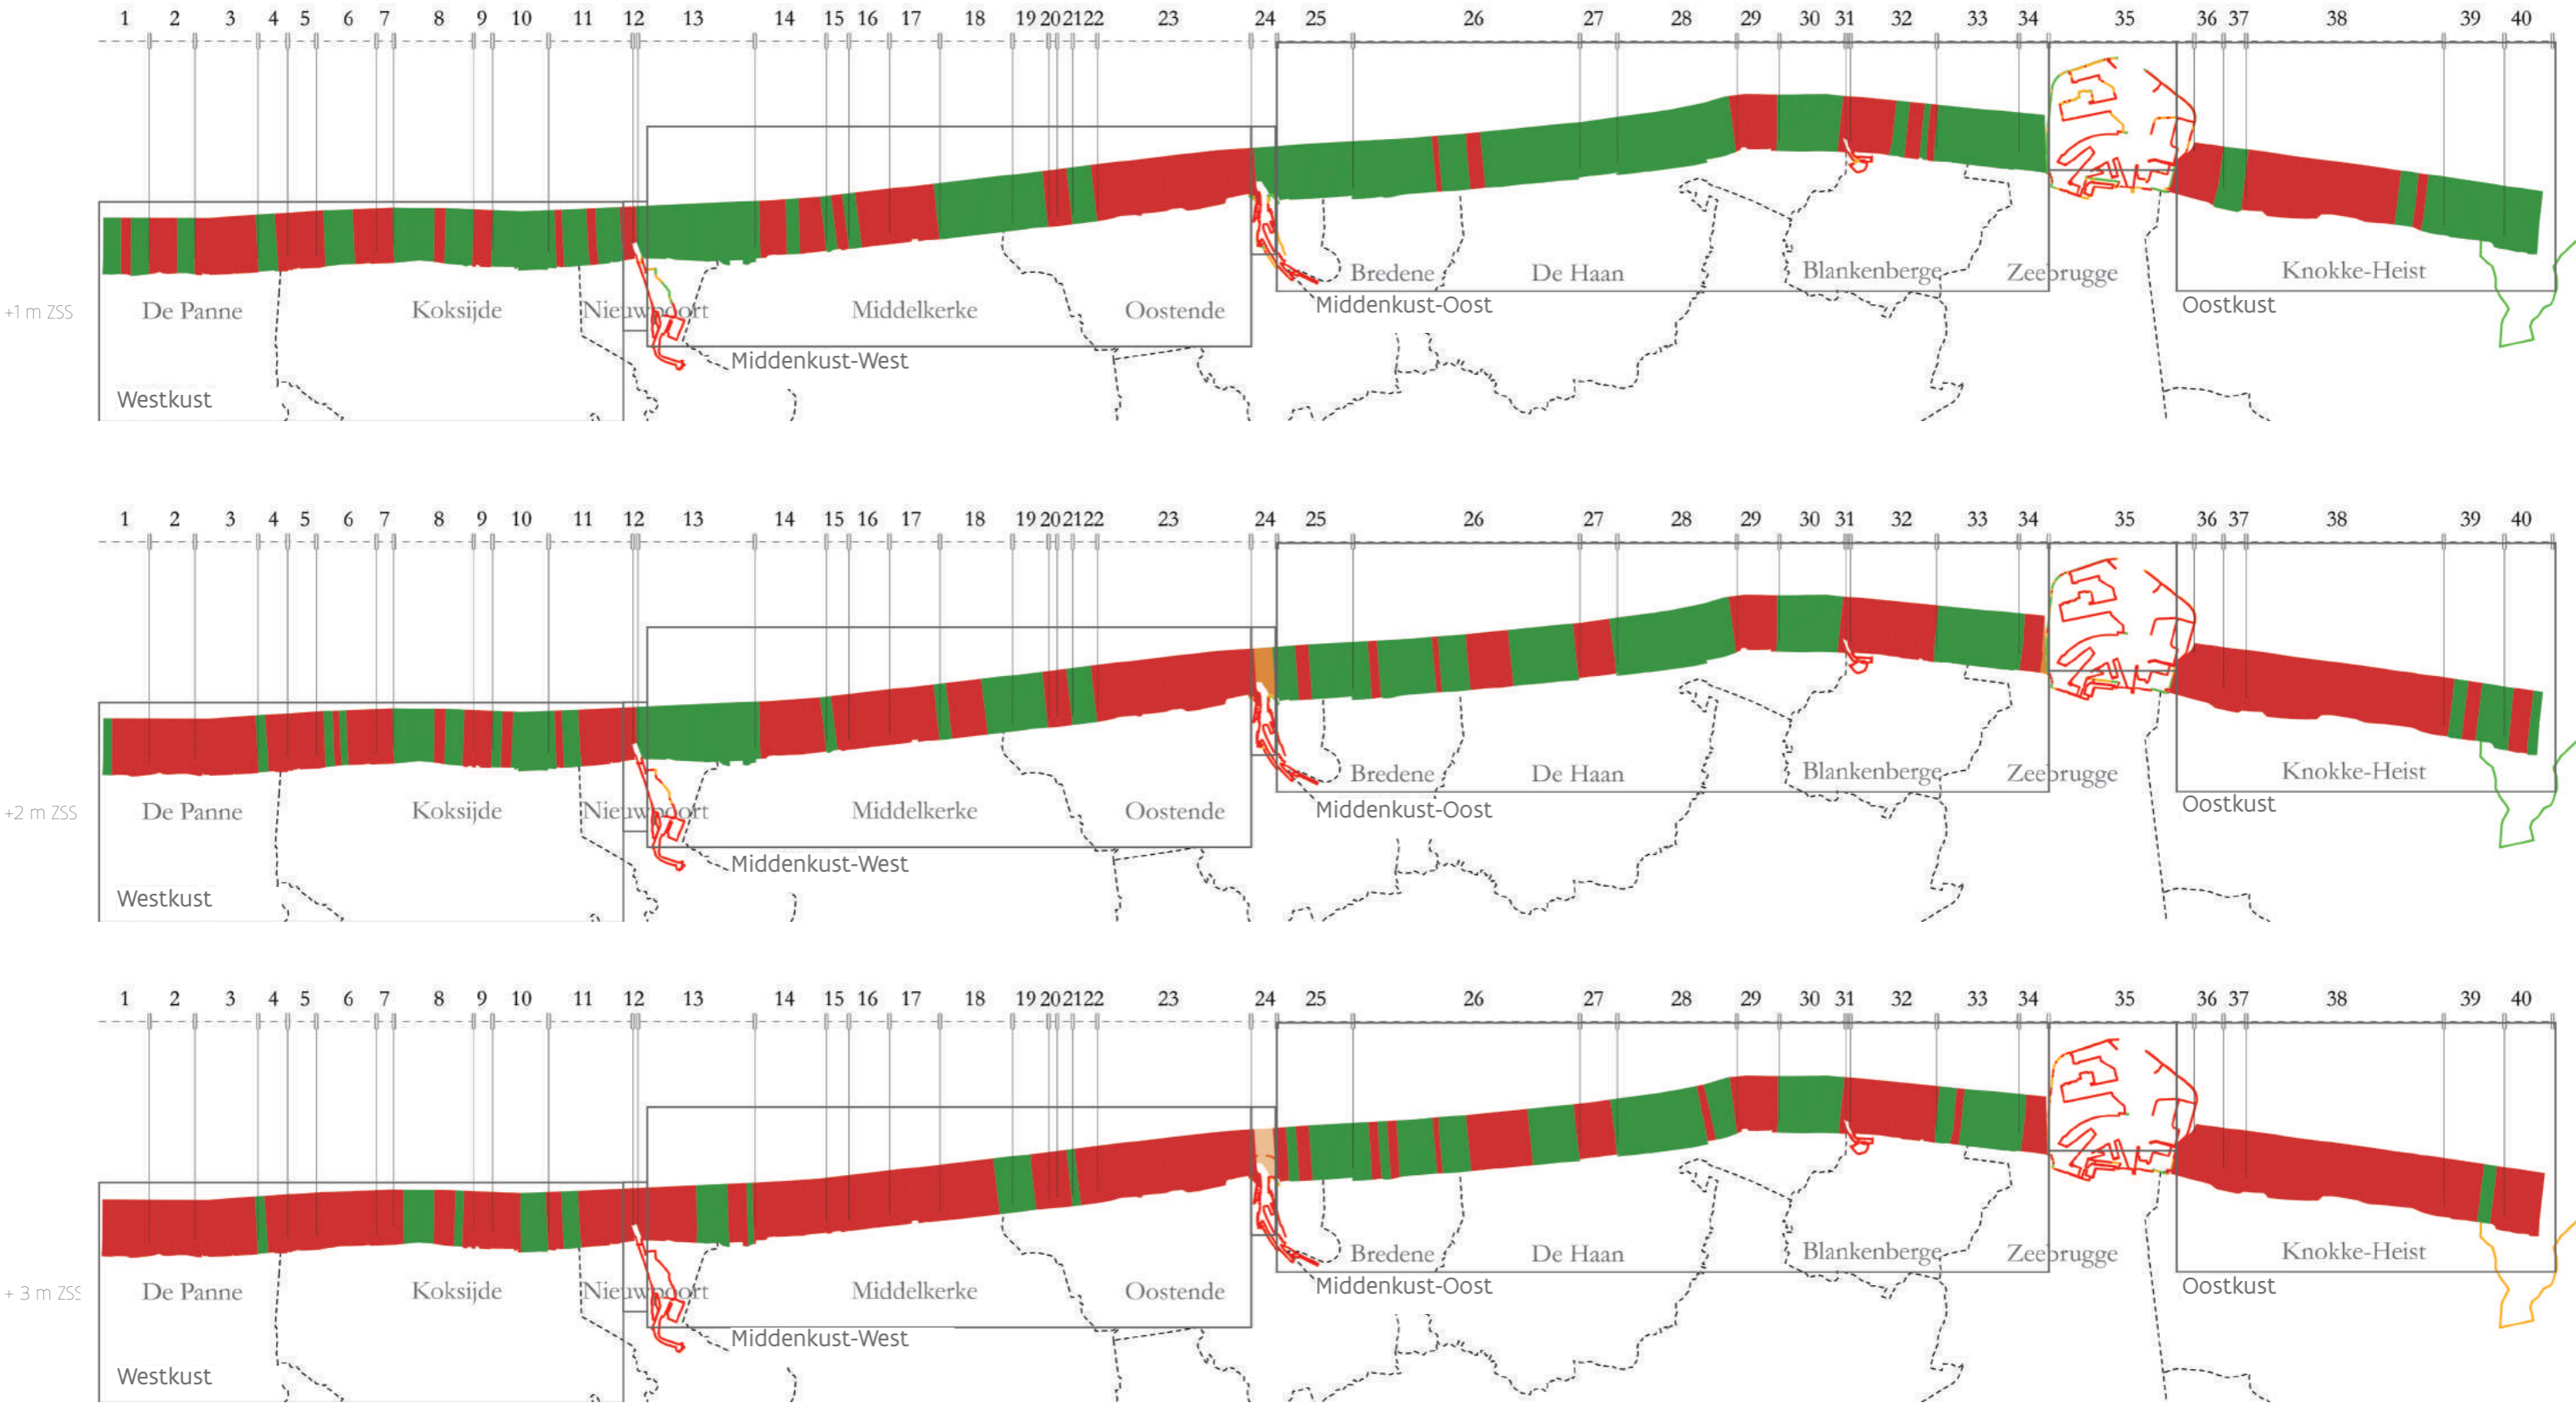 1 2 3 4 5 6 7 8 9 10 11 12 13 14 15 16 17 18 19 20 21 22 23 24 25 26 27 28 29 30 31 32 33 34 35 36 37 38 39 40
+1 m ZSS
De Panne Koksijde Nieuwpoort Middelkerke Oostende Bredene De Haan Blankenberge Zeebrugge Knokke-Heist
Westkust Middenkust-West Middenkust-Oost Oostkust
1 2 3 4 5 6 7 8 9 10 11 12 13 14 15 16 17 18 19 20 21 22 23 24 25 26 27 28 29 30 31 32 33 34 35 36 37 38 39 40
+2 m ZSS
De Panne Koksijde Nieuwpoort Middelkerke Oostende Bredene De Haan Blankenberge Zeebrugge Knokke-Heist
Westkust Middenkust-West Middenkust-Oost Oostkust
1 2 3 4 5 6 7 8 9 10 11 12 13 14 15 16 17 18 19 20 21 22 23 24 25 26 27 28 29 30 31 32 33 34 35 36 37 38 39 40
+ 3 m ZSS
De Panne Koksijde Nieuwpoort Middelkerke Oostende Bredene De Haan Blankenberge Zeebrugge Knokke-Heist
Westkust Middenkust-West Middenkust-Oost Oostkust